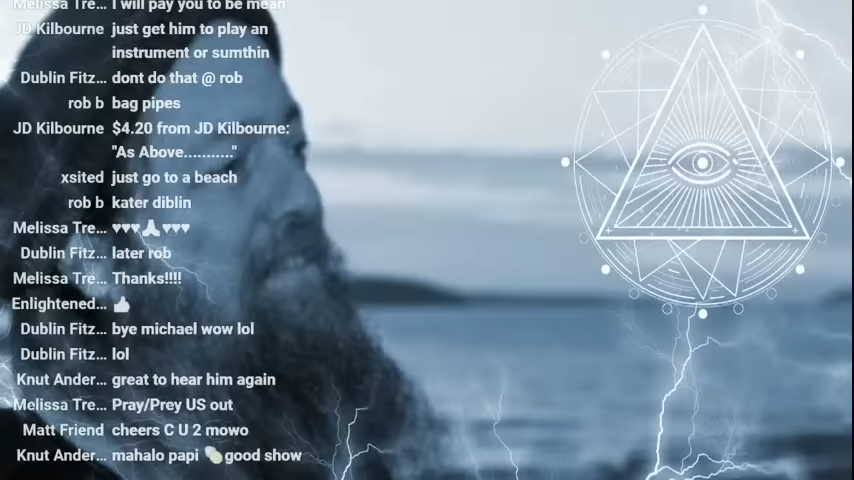 Melissa Tre... I will pay you to be mean
JD Kilbourne just get him to play an
instrument or sumthin
Dublin Fitz... dont do that @ rob
rob b bag pipes
JD Kilbourne $4.20 from JD Kilbourne:
"As Above.........."
xsited just go to a beach
rob b kater diblin
Melissa Tre... ♥♥♥🙏♥♥♥
Dublin Fitz... later rob
Melissa Tre... Thanks!!!!
Enlightened... 👍
Dublin Fitz... bye michael wow lol
Dublin Fitz... lol
Knut Ander... great to hear him again
Melissa Tre... Pray/Prey US out
Matt Friend cheers C U 2 mowo
Knut Ander... mahalo papi good show